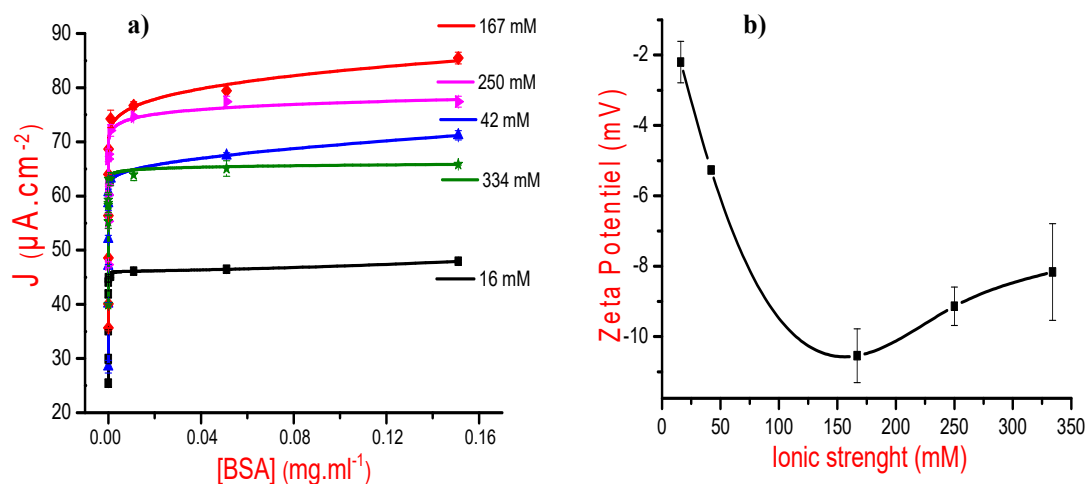 a)
J (µA.cm⁻²)
90
80
70
60
50
40
30
20
167 mM
250 mM
42 mM
334 mM
16 mM
0.00 0.04 0.08 0.12 0.16
[BSA] (mg.ml⁻¹)
b)
Zeta Potentiel (mV)
-2
-4
-6
-8
-10
0 50 100 150 200 250 300 350
Ionic strenght (mM)